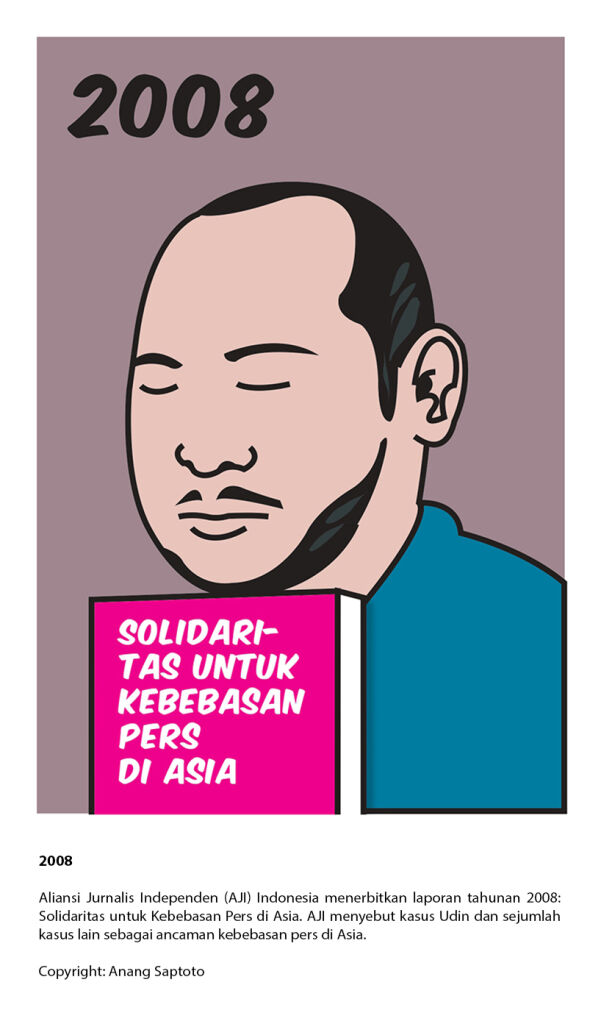 2008
SOLIDARI-
TAS UNTUK
KEBEBASAN
PERS
DI ASIA
2008
Aliansi Jurnalis Independen (AJI) Indonesia menerbitkan laporan tahunan 2008:
Solidaritas untuk Kebebasan Pers di Asia. AJI menyebut kasus Udin dan sejumlah
kasus lain sebagai ancaman kebebasan pers di Asia.
Copyright: Anang Saptoto